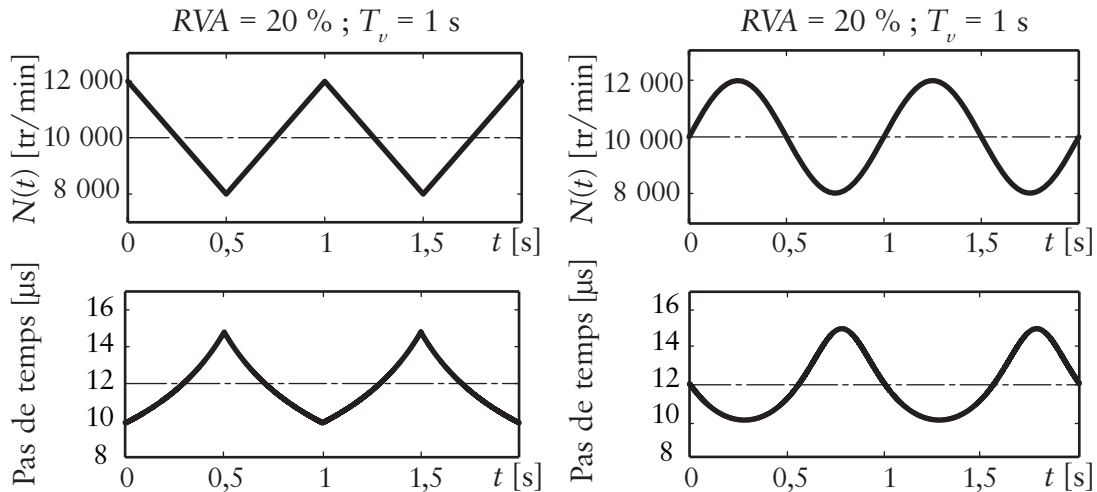 RVA = 20 % ; Tv = 1 s
N(t) [tr/min]
12 000
10 000
8 000
0 0,5 1 1,5 t [s]
Pas de temps [µs]
16
14
12
10
8
0 0,5 1 1,5 t [s]
RVA = 20 % ; Tv = 1 s
N(t) [tr/min]
12 000
10 000
8 000
0 0,5 1 1,5 t [s]
Pas de temps [µs]
16
14
12
10
8
0 0,5 1 1,5 t [s]